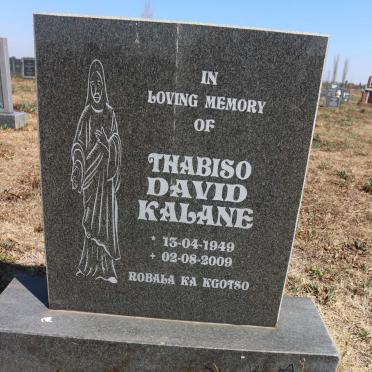 IN
LOVING MEMORY
OF
THABISO
DAVID
KALANE
* 13-04-1949
+ 02-08-2009
ROBALA KA KGOTSO